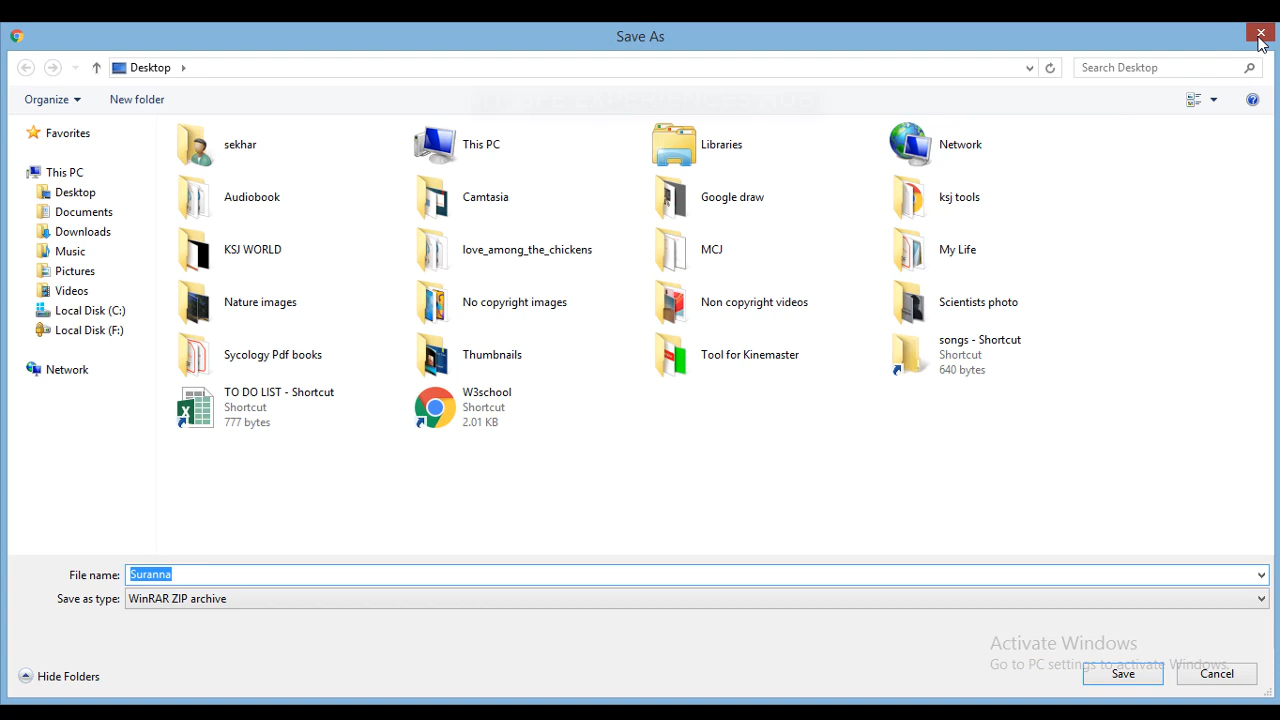 Save As
Desktop
Search Desktop
Organize
New folder
Favorites
This PC
Desktop
Documents
Downloads
Music
Pictures
Videos
Local Disk (C:)
Local Disk (F:)
Network
sekhar
This PC
Libraries
Network
Audiobook
Camtasia
Google draw
ksj tools
KSJ WORLD
love_among_the_chickens
MCJ
My Life
Nature images
No copyright images
Non copyright videos
Scientists photo
Sycology Pdf books
Thumbnails
Tool for Kinemaster
songs - Shortcut
Shortcut
640 bytes
TO DO LIST - Shortcut
Shortcut
777 bytes
W3school
Shortcut
2.01 KB
File name: Suranna
Save as type: WinRAR ZIP archive
Activate Windows
Go to PC settings to activate Windows.
Hide Folders
Save
Cancel